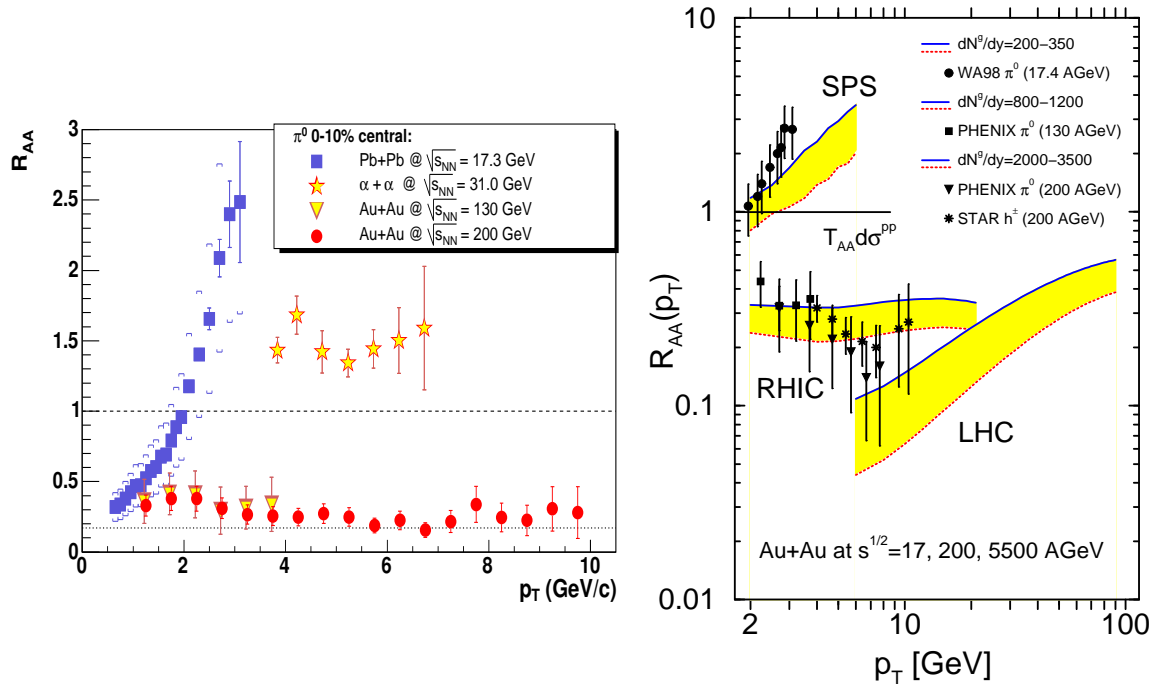 R_AA
3
2.5
2
1.5
1
0.5
0
π⁰ 0-10% central:
Pb+Pb @ √s_NN = 17.3 GeV
α + α @ √s_NN = 31.0 GeV
Au+Au @ √s_NN = 130 GeV
Au+Au @ √s_NN = 200 GeV
0 2 4 6 8 10
p_T (GeV/c)
R_AA(p_T)
10
1
0.1
0.01
dN^g/dy=200−350
WA98 π⁰ (17.4 AGeV)
dN^g/dy=800−1200
PHENIX π⁰ (130 AGeV)
dN^g/dy=2000−3500
PHENIX π⁰ (200 AGeV)
STAR h^± (200 AGeV)
SPS
T_AA dσ^pp
RHIC
LHC
Au+Au at s^1/2=17, 200, 5500 AGeV
2 10 100
p_T [GeV]